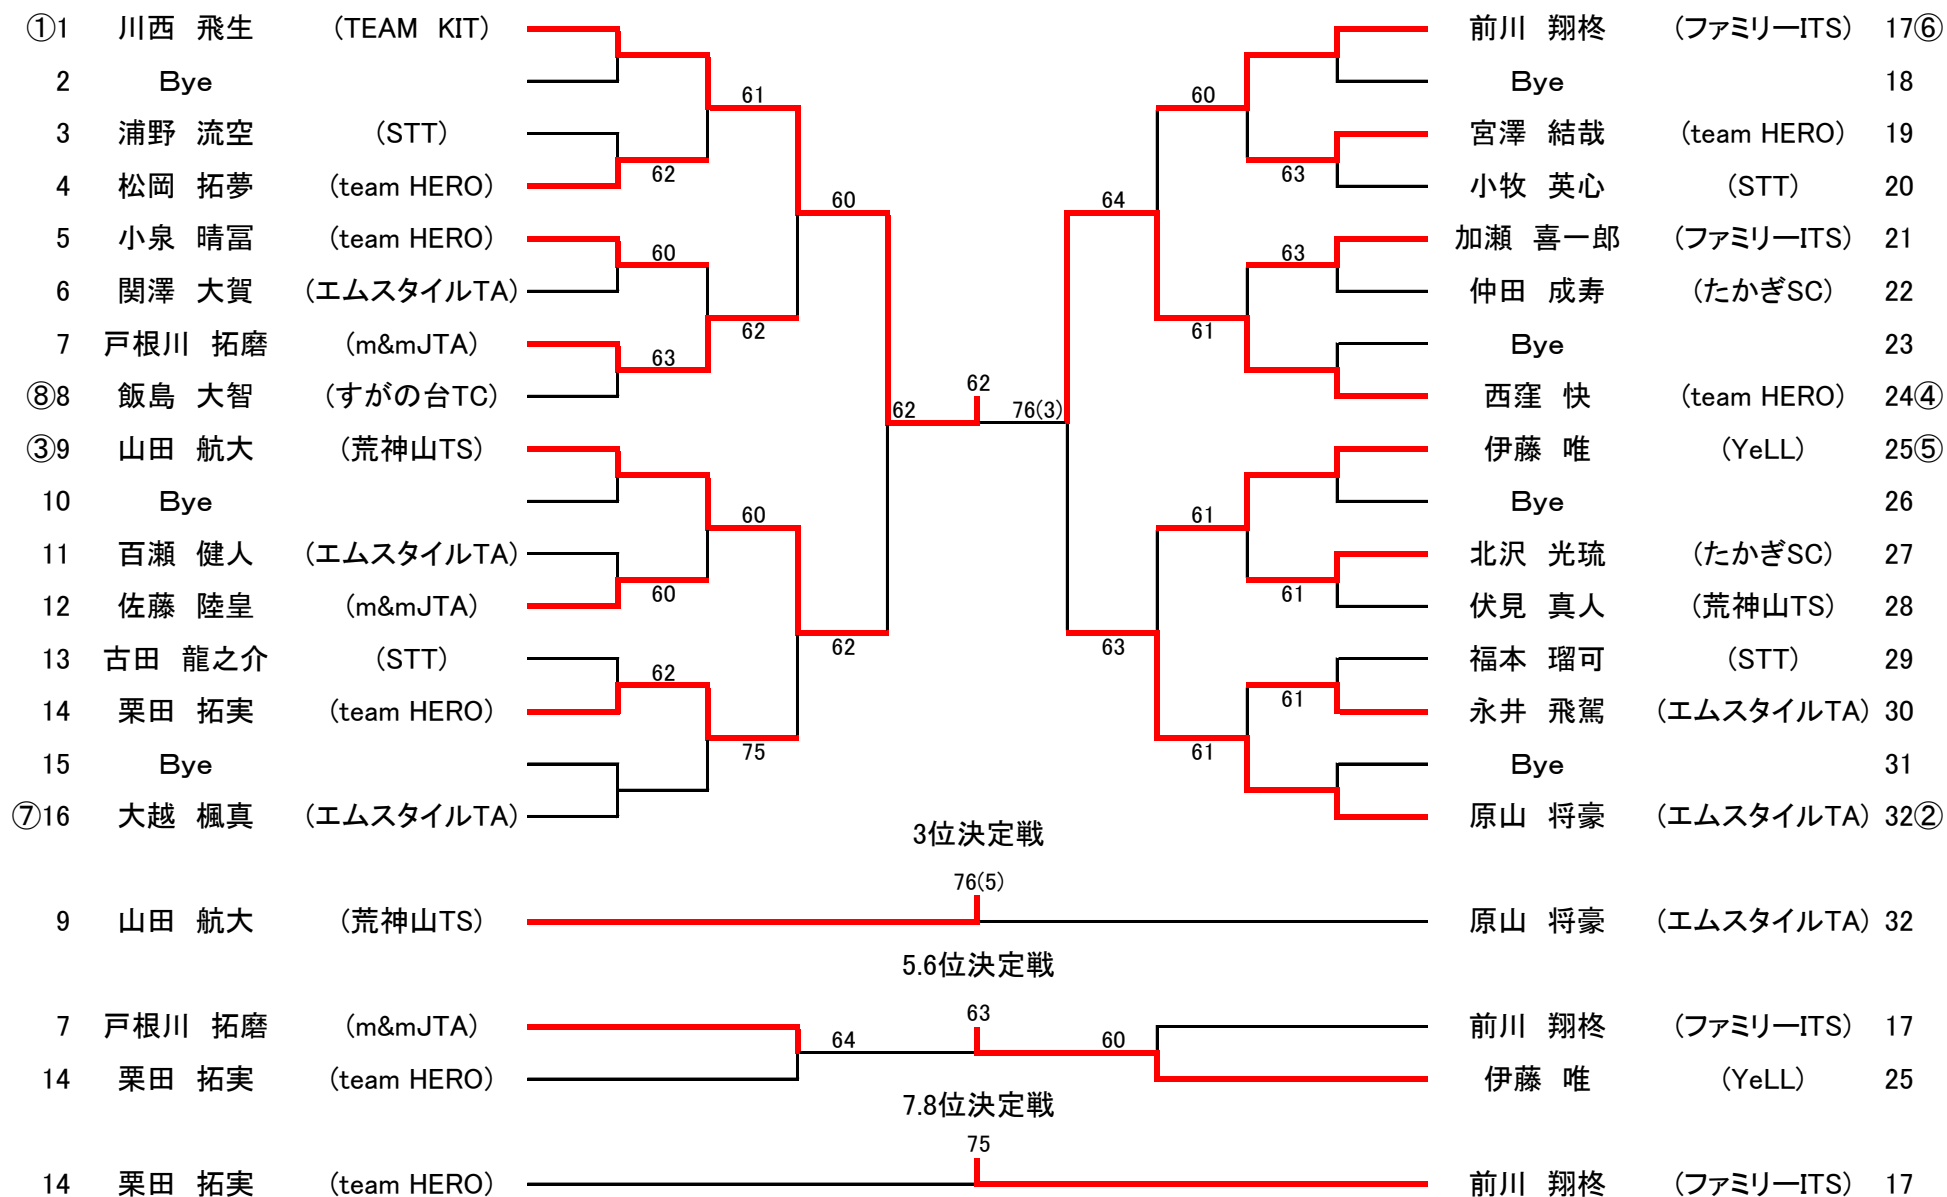 ①1 川西 飛生 (TEAM KIT) 前川 翔柊 (ファミリーITS) 17⑥
2 Bye Bye 18
61 60
3 浦野 流空 (STT) 宮澤 結哉 (team HERO) 19
62 63
4 松岡 拓夢 (team HERO) 小牧 英心 (STT) 20
60 64
5 小泉 晴冨 (team HERO) 加瀬 喜一郎 (ファミリーITS) 21
60 63
6 関澤 大賀 (エムスタイルTA) 仲田 成寿 (たかぎSC) 22
62 61
7 戸根川 拓磨 (m&mJTA) Bye 23
63
62
⑧8 飯島 大智 (すがの台TC) 西窪 快 (team HERO) 24④
62 76(3)
③9 山田 航大 (荒神山TS) 伊藤 唯 (YeLL) 25⑤
10 Bye Bye 26
60 61
11 百瀬 健人 (エムスタイルTA) 北沢 光琉 (たかぎSC) 27
60 61
12 佐藤 陸皇 (m&mJTA) 伏見 真人 (荒神山TS) 28
62 63
13 古田 龍之介 (STT) 福本 瑠可 (STT) 29
62 61
14 栗田 拓実 (team HERO) 永井 飛駕 (エムスタイルTA) 30
75 61
15 Bye Bye 31
⑦16 大越 楓真 (エムスタイルTA) 原山 将豪 (エムスタイルTA) 32②
3位決定戦
76(5)
9 山田 航大 (荒神山TS) 原山 将豪 (エムスタイルTA) 32
5.6位決定戦
63
7 戸根川 拓磨 (m&mJTA) 前川 翔柊 (ファミリーITS) 17
64 60
14 栗田 拓実 (team HERO) 伊藤 唯 (YeLL) 25
7.8位決定戦
75
14 栗田 拓実 (team HERO) 前川 翔柊 (ファミリーITS) 17